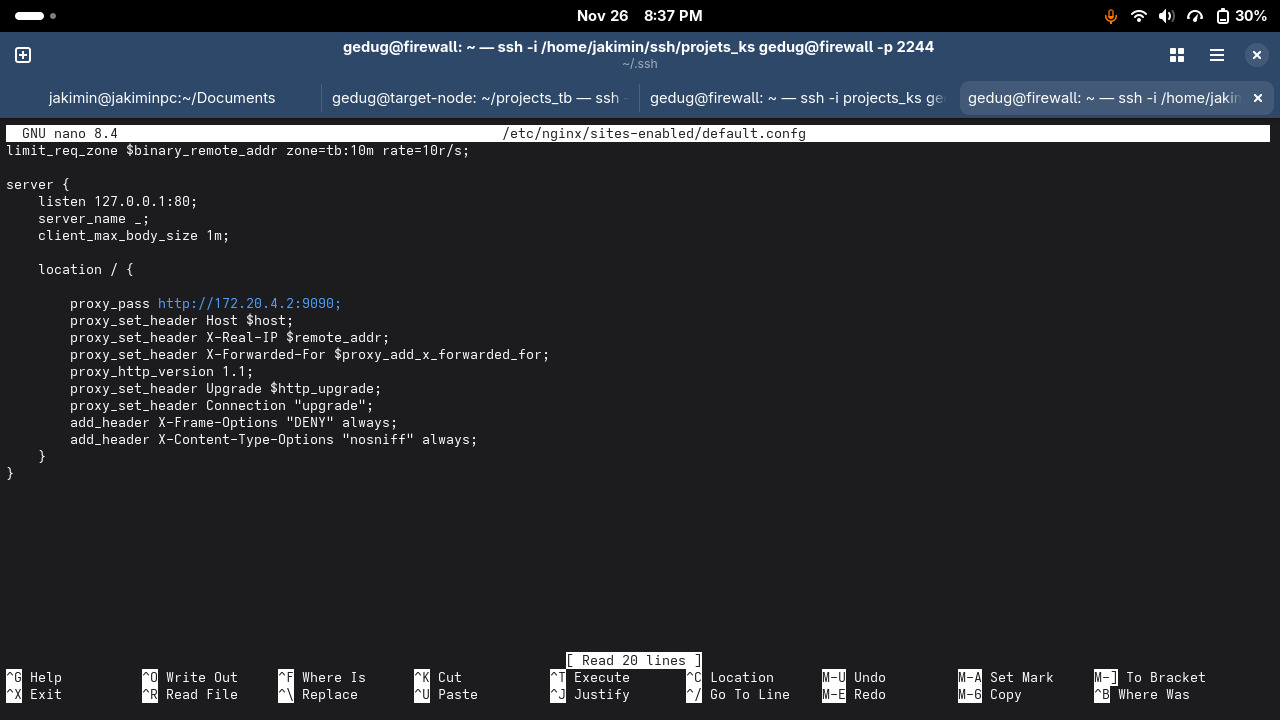 Nov 26 8:37 PM
30%
gedug@firewall: ~ — ssh -i /home/jakimin/ssh/projets_ks gedug@firewall -p 2244
~/.ssh
jakimin@jakiminpc:~/Documents
gedug@target-node: ~/projects_tb — ssh -
gedug@firewall: ~ — ssh -i projects_ks ge
gedug@firewall: ~ — ssh -i /home/jakin
GNU nano 8.4 /etc/nginx/sites-enabled/default.confg
limit_req_zone $binary_remote_addr zone=tb:10m rate=10r/s;
server {
    listen 127.0.0.1:80;
    server_name _;
    client_max_body_size 1m;
    location / {
        proxy_pass http://172.20.4.2:9090;
        proxy_set_header Host $host;
        proxy_set_header X-Real-IP $remote_addr;
        proxy_set_header X-Forwarded-For $proxy_add_x_forwarded_for;
        proxy_http_version 1.1;
        proxy_set_header Upgrade $http_upgrade;
        proxy_set_header Connection "upgrade";
        add_header X-Frame-Options "DENY" always;
        add_header X-Content-Type-Options "nosniff" always;
    }
}
[ Read 20 lines ]
^G Help ^O Write Out ^F Where Is ^K Cut ^T Execute ^C Location M-U Undo M-A Set Mark M-] To Bracket
^X Exit ^R Read File ^\ Replace ^U Paste ^J Justify ^/ Go To Line M-E Redo M-6 Copy ^B Where Was